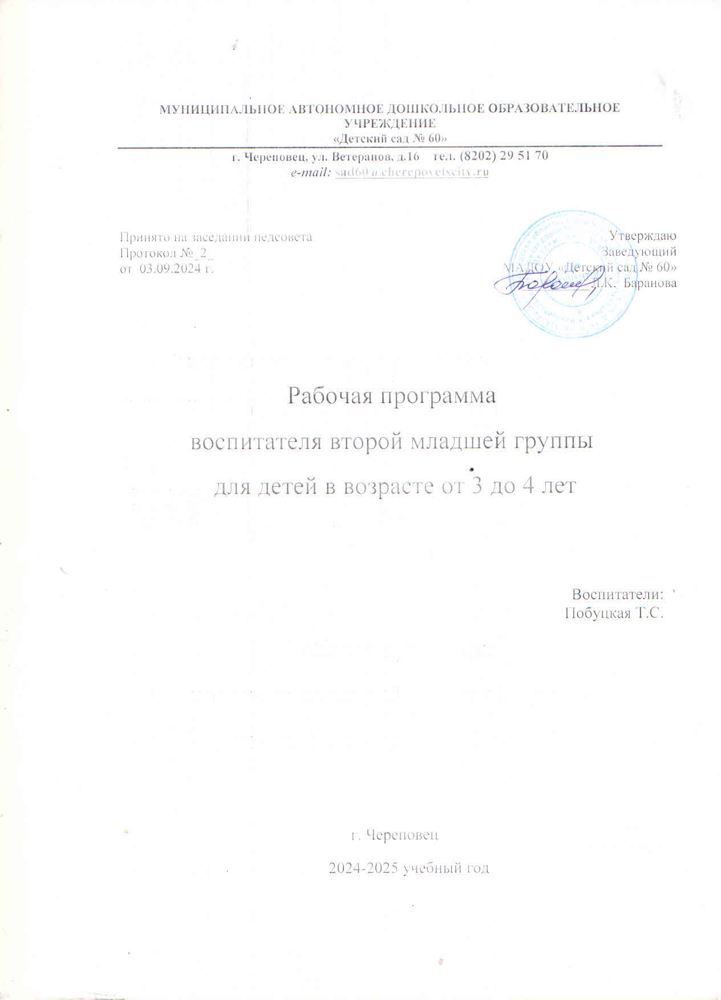 МУНИЦИПАЛЬНОЕ АВТОНОМНОЕ ДОШКОЛЬНОЕ ОБРАЗОВАТЕЛЬНОЕ
УЧРЕЖДЕНИЕ
«Детский сад № 60»
г. Череповец, ул. Ветеранов, д.16 тел. (8202) 29 51 70
e-mail: sad60@cherepovetscity.ru
Принято на заседании педсовета
Протокол №_2_
от 03.09.2024 г.
Утверждаю
Заведующий
МАДОУ «Детский сад № 60»
Баранова
Рабочая программа
воспитателя второй младшей группы
для детей в возрасте от 3 до 4 лет
Воспитатели:
Побуцкая Т.С.
г. Череповец
2024-2025 учебный год